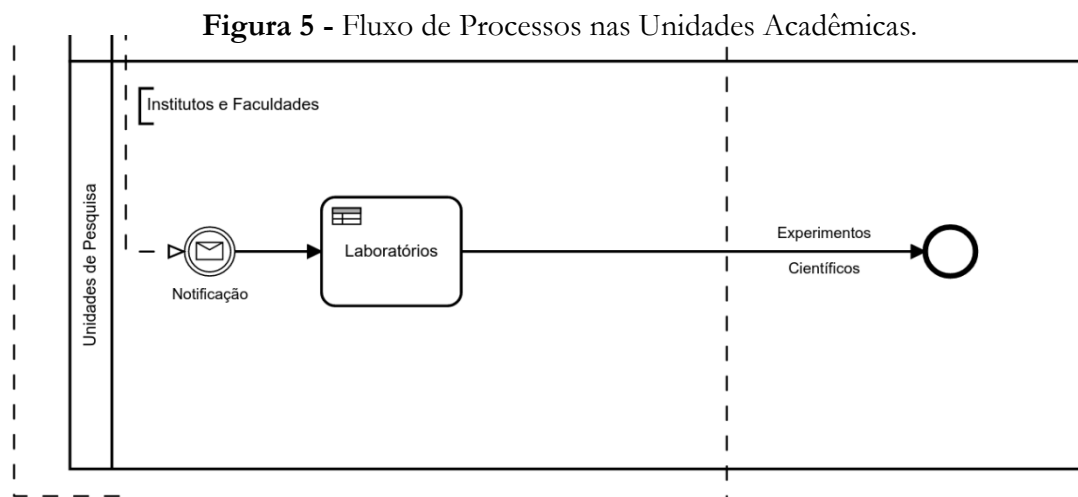 Figura 5 - Fluxo de Processos nas Unidades Acadêmicas.
Institutos e Faculdades
Unidades de Pesquisa
Notificação
Laboratórios
Experimentos
Científicos